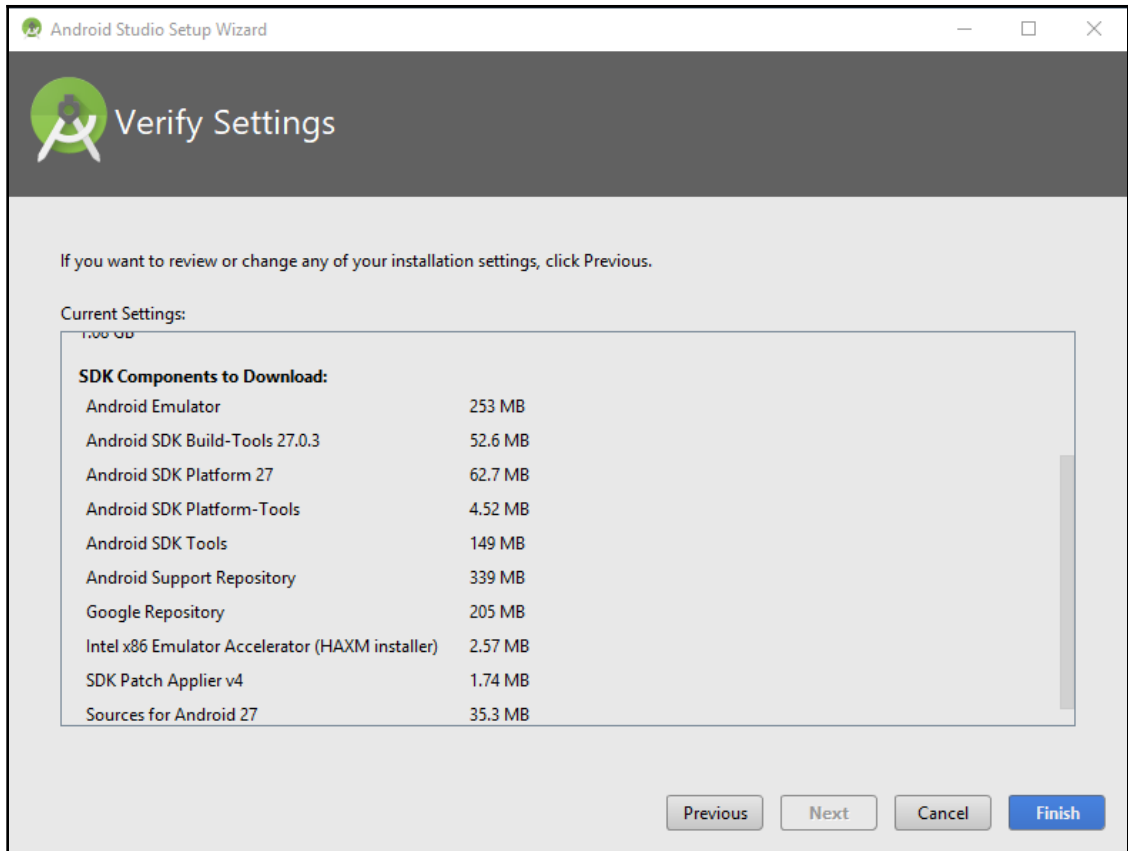 Android Studio Setup Wizard
Verify Settings
If you want to review or change any of your installation settings, click Previous.
Current Settings:
1.08 GB
SDK Components to Download:
Android Emulator 253 MB
Android SDK Build-Tools 27.0.3 52.6 MB
Android SDK Platform 27 62.7 MB
Android SDK Platform-Tools 4.52 MB
Android SDK Tools 149 MB
Android Support Repository 339 MB
Google Repository 205 MB
Intel x86 Emulator Accelerator (HAXM installer) 2.57 MB
SDK Patch Applier v4 1.74 MB
Sources for Android 27 35.3 MB
Previous Next Cancel Finish